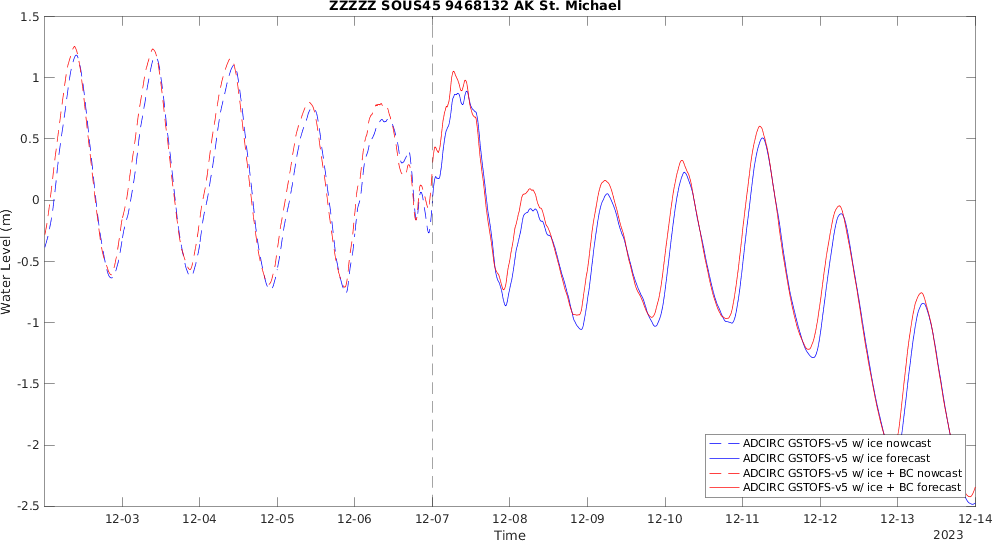 ZZZZZ SOUS45 9468132 AK St. Michael
Water Level (m)
1.5
1
0.5
0
-0.5
-1
-1.5
-2
-2.5
ADCIRC GSTOFS-v5 w/ ice nowcast
ADCIRC GSTOFS-v5 w/ ice forecast
ADCIRC GSTOFS-v5 w/ ice + BC nowcast
ADCIRC GSTOFS-v5 w/ ice + BC forecast
12-03 12-04 12-05 12-06 12-07 12-08 12-09 12-10 12-11 12-12 12-13 12-14
Time
2023